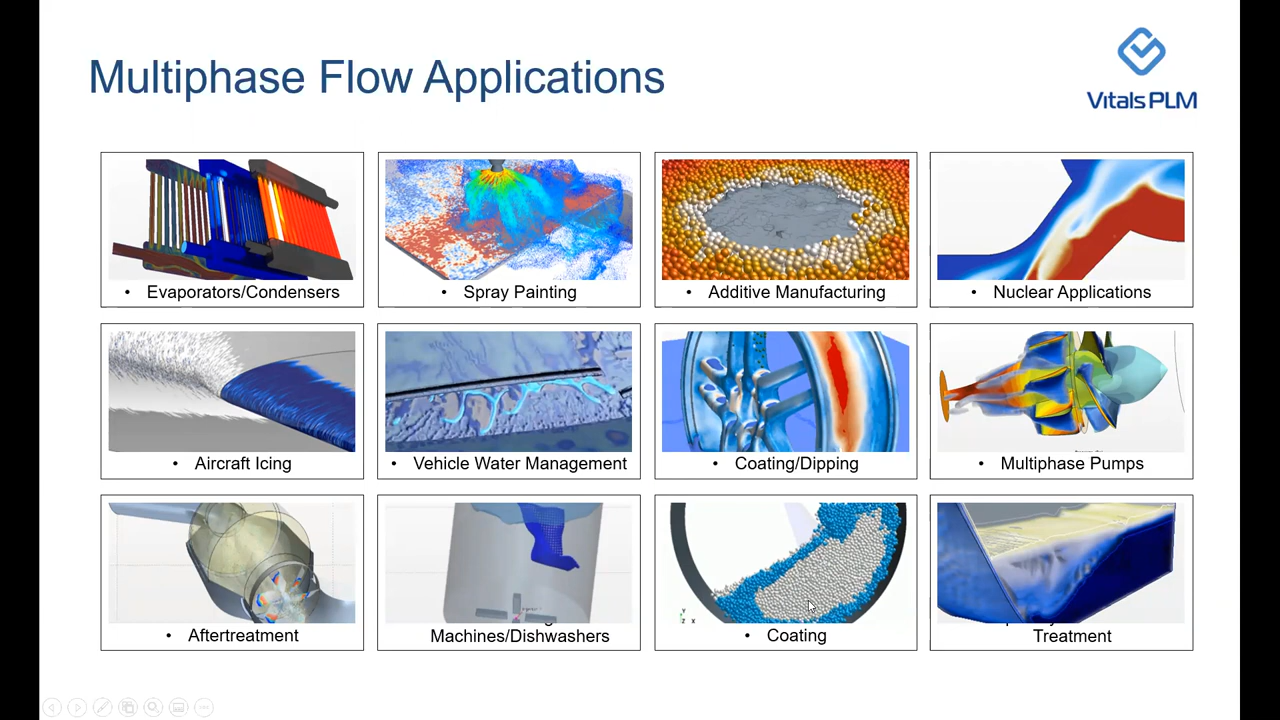 Multiphase Flow Applications
Vitals PLM
• Evaporators/Condensers
• Spray Painting
• Additive Manufacturing
• Nuclear Applications
• Aircraft Icing
• Vehicle Water Management
• Coating/Dipping
• Multiphase Pumps
• Aftertreatment
Machines/Dishwashers
• Coating
Treatment